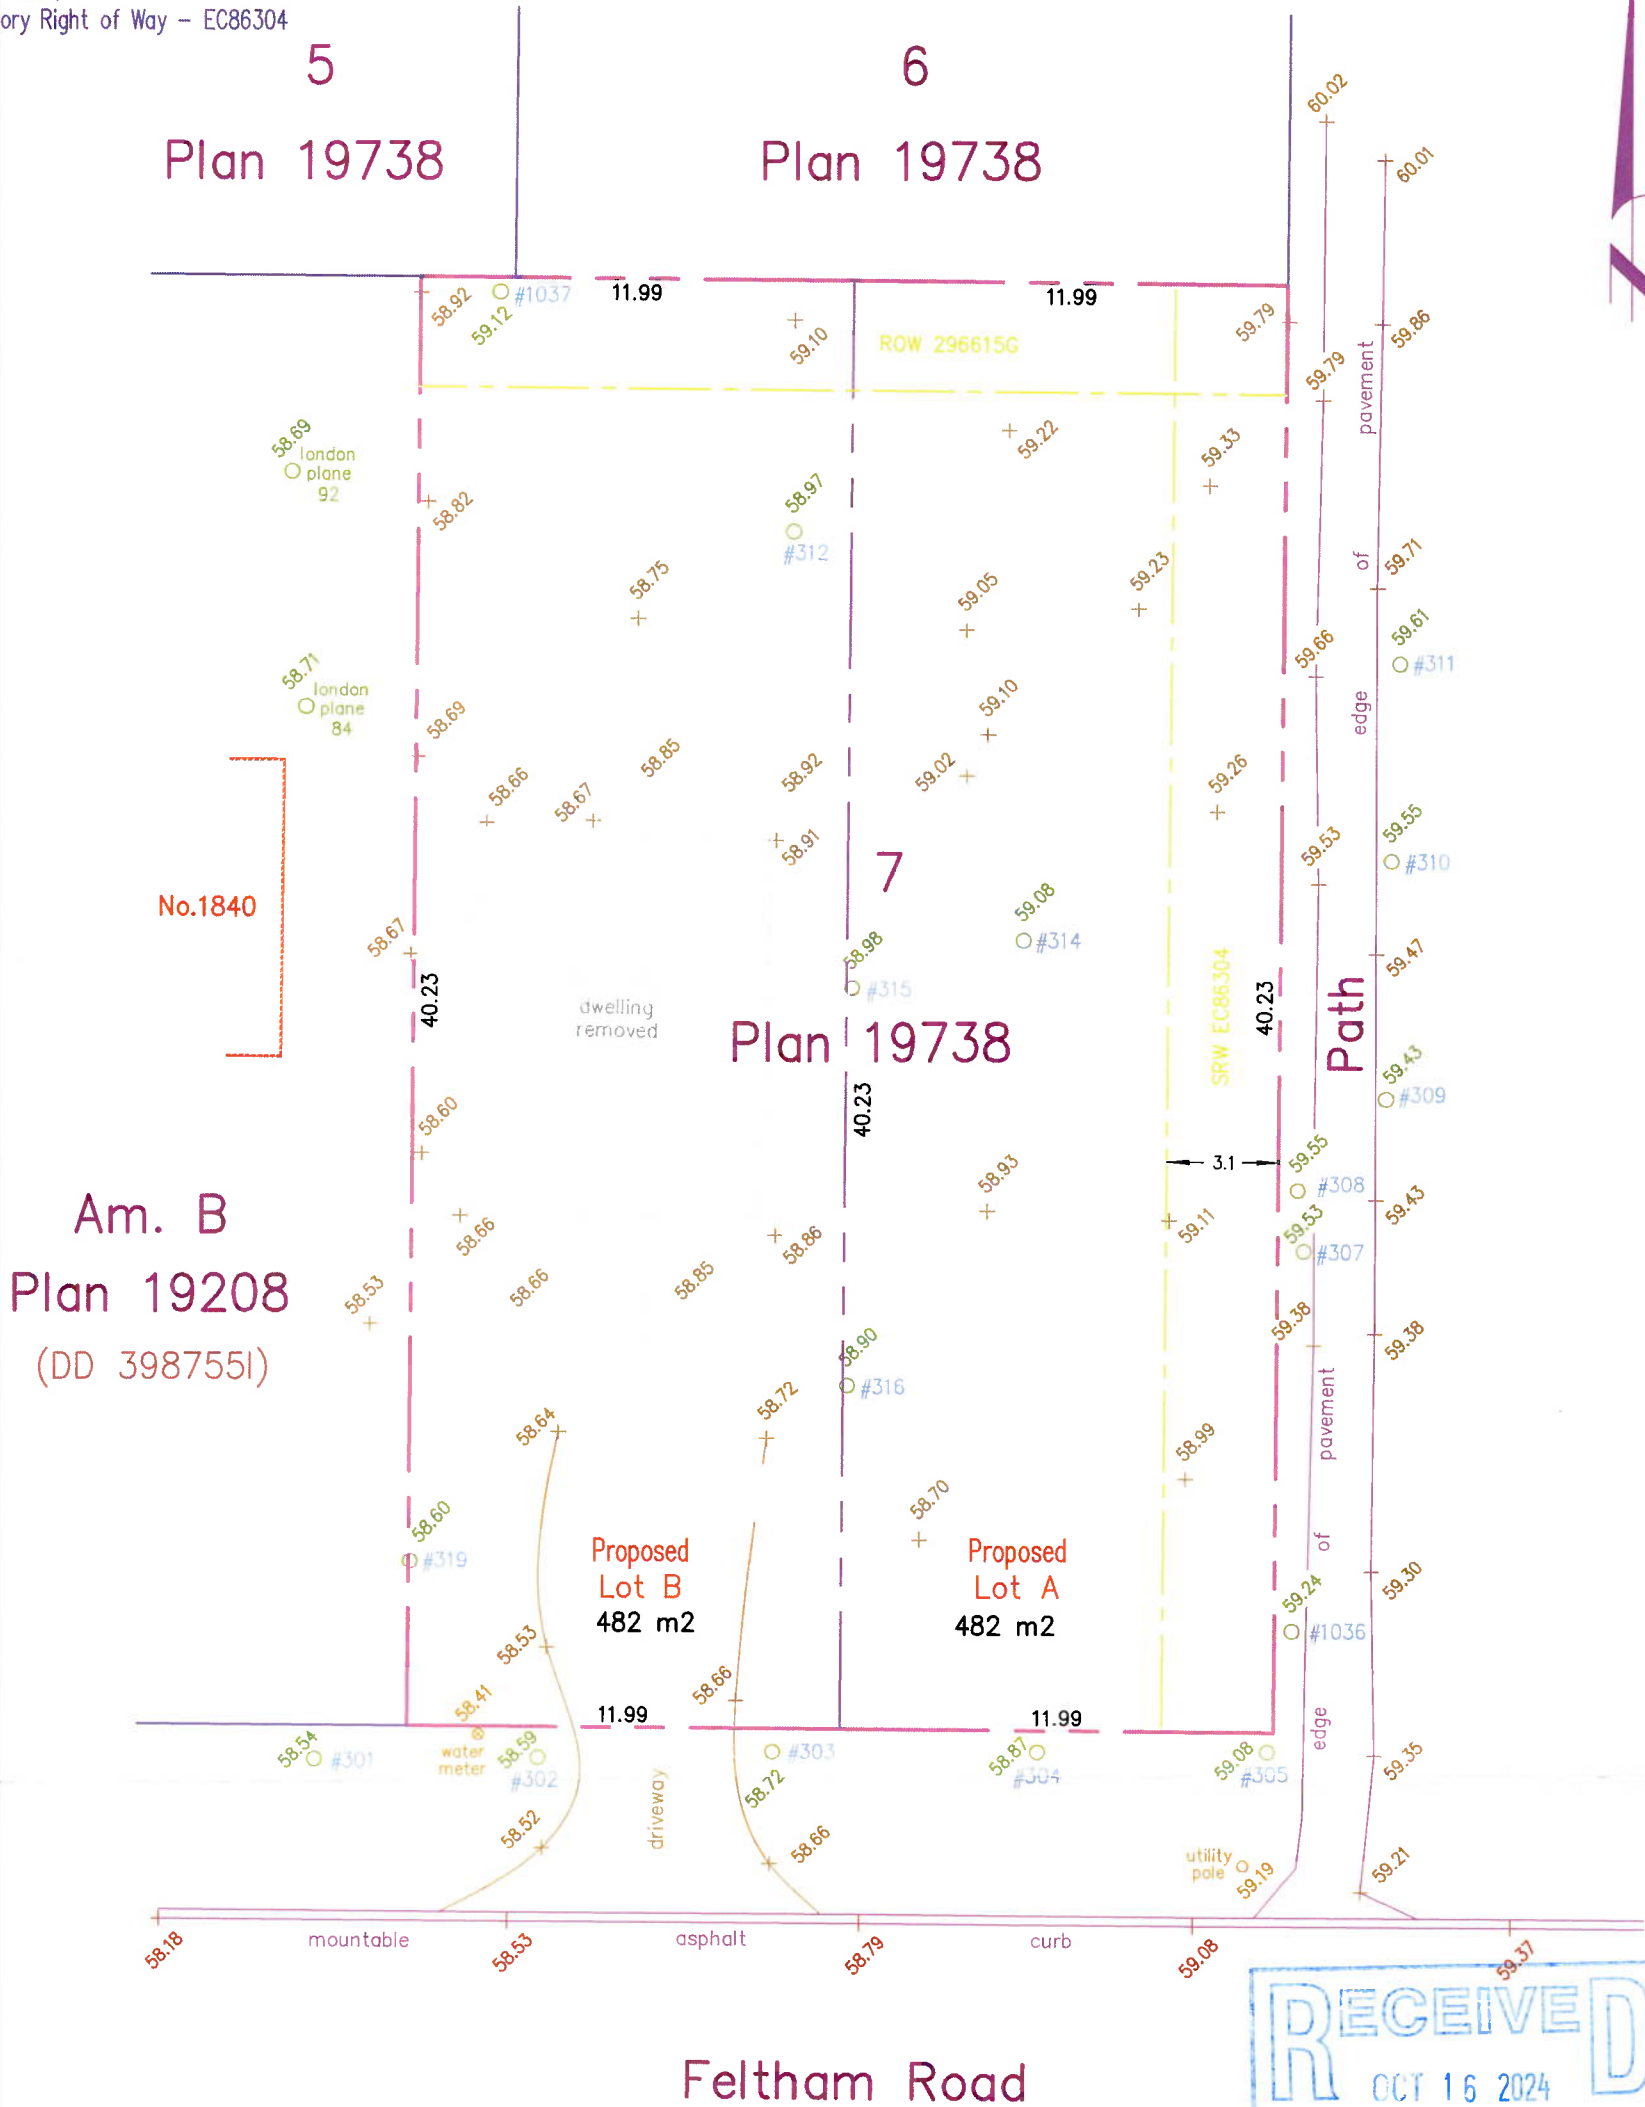 ory Right of Way - EC86304
5
6
Plan 19738
Plan 19738
60.02
60.01
58.92
59.12
#1037
11.99
59.10
11.99
ROW 296615G
59.79
59.79
59.86
pavement
58.69
london
plane
92
58.82
59.22
59.33
58.97
#312
58.75
59.05
59.23
of
59.71
59.61
#311
59.66
58.71
london
plane
84
58.69
59.10
edge
58.66
58.67
58.85
58.92
59.02
59.26
58.91
59.53
59.55
#310
7
No.1840
58.67
59.08
#314
58.98
#315
59.47
40.23
dwelling
removed
Plan 19738
SRW EC86304
40.23
Path
59.43
#309
40.23
58.60
3.1
59.55
#308
58.93
59.43
59.53
#307
59.11
Am. B
58.66
58.86
Plan 19208
58.53
58.66
58.85
59.38
59.38
(DD 398755I)
58.90
#316
58.64
58.72
pavement
58.99
58.70
58.60
#319
of
Proposed
Lot B
482 m2
Proposed
Lot A
482 m2
59.30
59.24
#1036
58.53
58.41
58.66
11.99
11.99
edge
58.54
#301
water
meter
58.59
#302
#303
58.72
58.87
#304
59.08
#305
59.35
driveway
58.52
58.66
utility
pole
59.19
59.21
mountable
asphalt
curb
58.18
58.53
58.79
59.08
59.37
RECEIVED
OCT 16 2024
Feltham Road